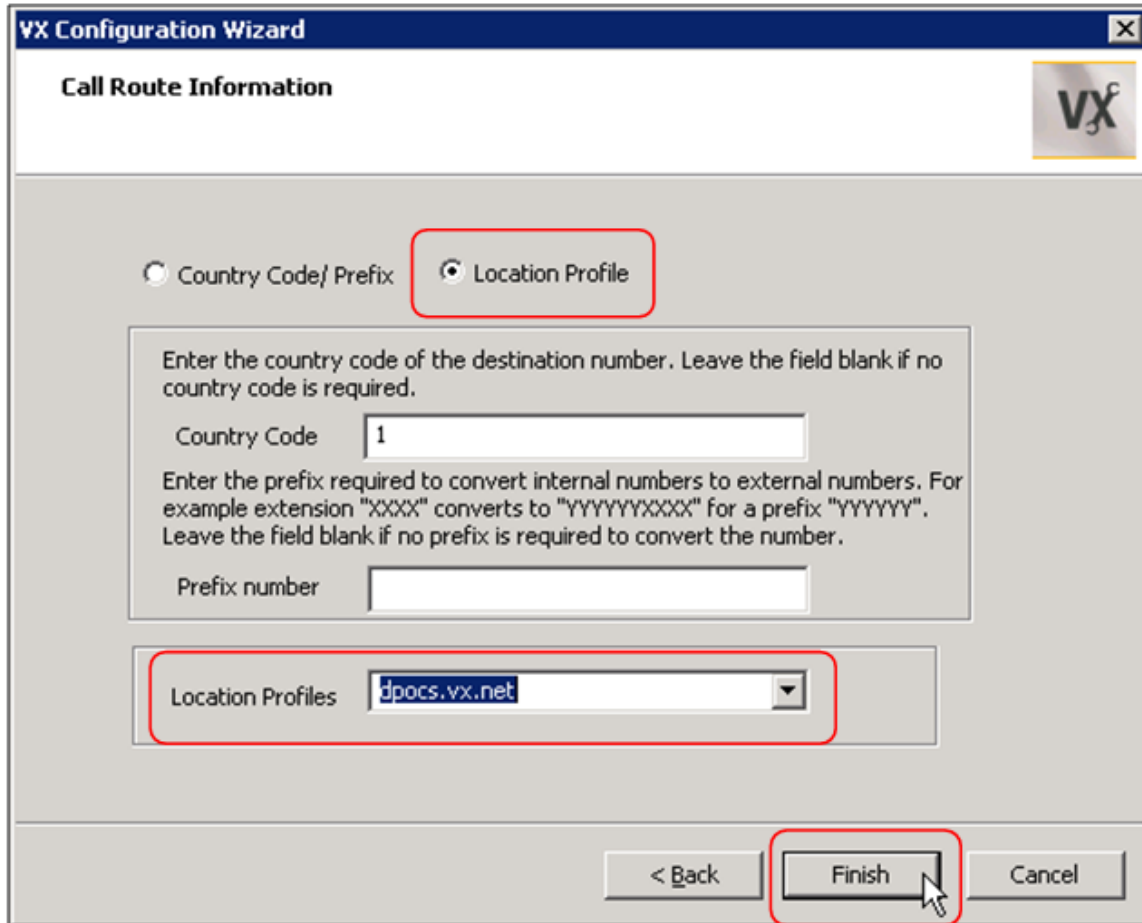 VX Configuration Wizard
Call Route Information
VX
Country Code/ Prefix
Location Profile
Enter the country code of the destination number. Leave the field blank if no
country code is required.
Country Code
1
Enter the prefix required to convert internal numbers to external numbers. For
example extension "XXXX" converts to "YYYYYYXXXX" for a prefix "YYYYYY".
Leave the field blank if no prefix is required to convert the number.
Prefix number
Location Profiles
dpocs.vx.net
< Back
Finish
Cancel